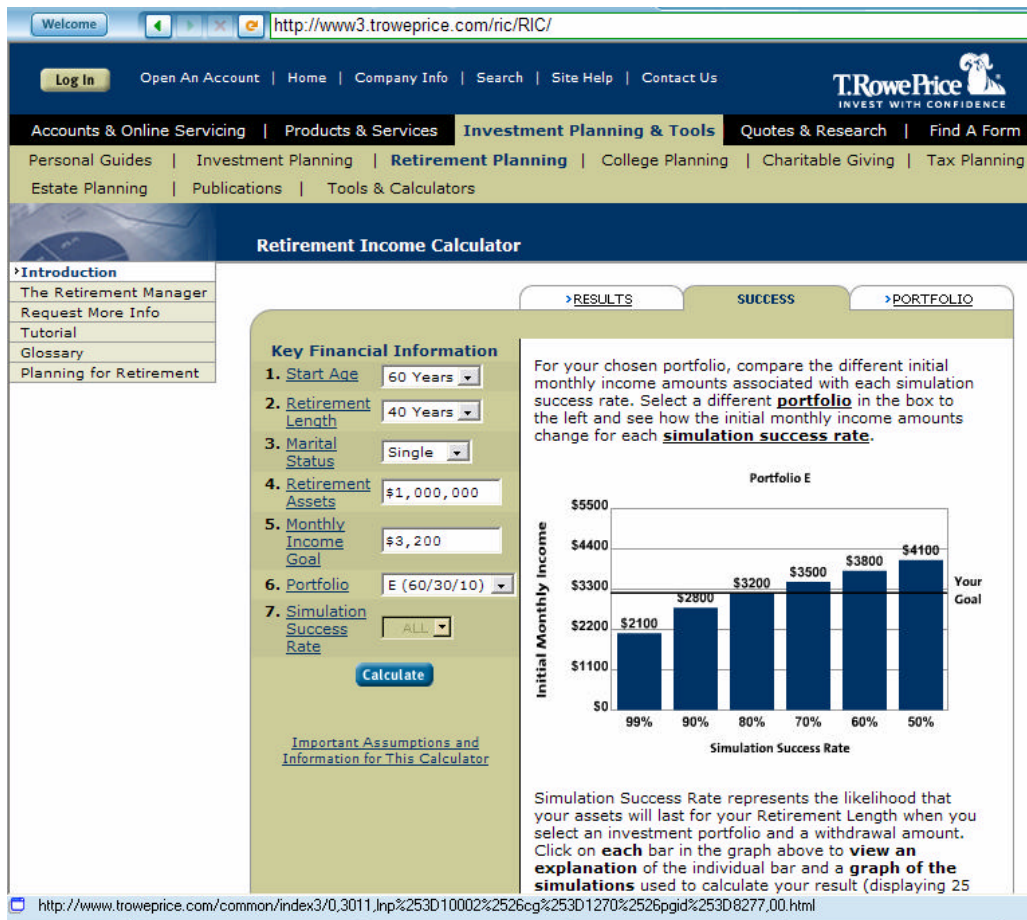 Welcome
http://www3.troweprice.com/ric/RIC/
Log In
Open An Account | Home | Company Info | Search | Site Help | Contact Us
T.RowePrice
INVEST WITH CONFIDENCE
Accounts & Online Servicing | Products & Services Investment Planning & Tools Quotes & Research | Find A Form
Personal Guides | Investment Planning | Retirement Planning | College Planning | Charitable Giving | Tax Planning
Estate Planning | Publications | Tools & Calculators
Retirement Income Calculator
Introduction
The Retirement Manager
Request More Info
Tutorial
Glossary
Planning for Retirement
RESULTS
SUCCESS
PORTFOLIO
Key Financial Information
1. Start Age 60 Years
2. Retirement
Length
40 Years
3. Marital
Status
Single
4. Retirement
Assets
$1,000,000
5. Monthly
Income
Goal
$3,200
6. Portfolio E (60/30/10)
7. Simulation
Success
Rate
ALL
Calculate
Important Assumptions and
Information for This Calculator
For your chosen portfolio, compare the different initial
monthly income amounts associated with each simulation
success rate. Select a different portfolio in the box to
the left and see how the initial monthly income amounts
change for each simulation success rate.
Portfolio E
Initial Monthly Income
$5500
$4400
$3300
$2200
$1100
$0
$2100
$2800
$3200
$3500
$3800
$4100
Your
Goal
99% 90% 80% 70% 60% 50%
Simulation Success Rate
Simulation Success Rate represents the likelihood that
your assets will last for your Retirement Length when you
select an investment portfolio and a withdrawal amount.
Click on each bar in the graph above to view an
explanation of the individual bar and a graph of the
simulations used to calculate your result (displaying 25
http://www.troweprice.com/common/index3/0,3011,lnp%253D10002%2526cg%253D1270%2526pgid%253D8277,00.html